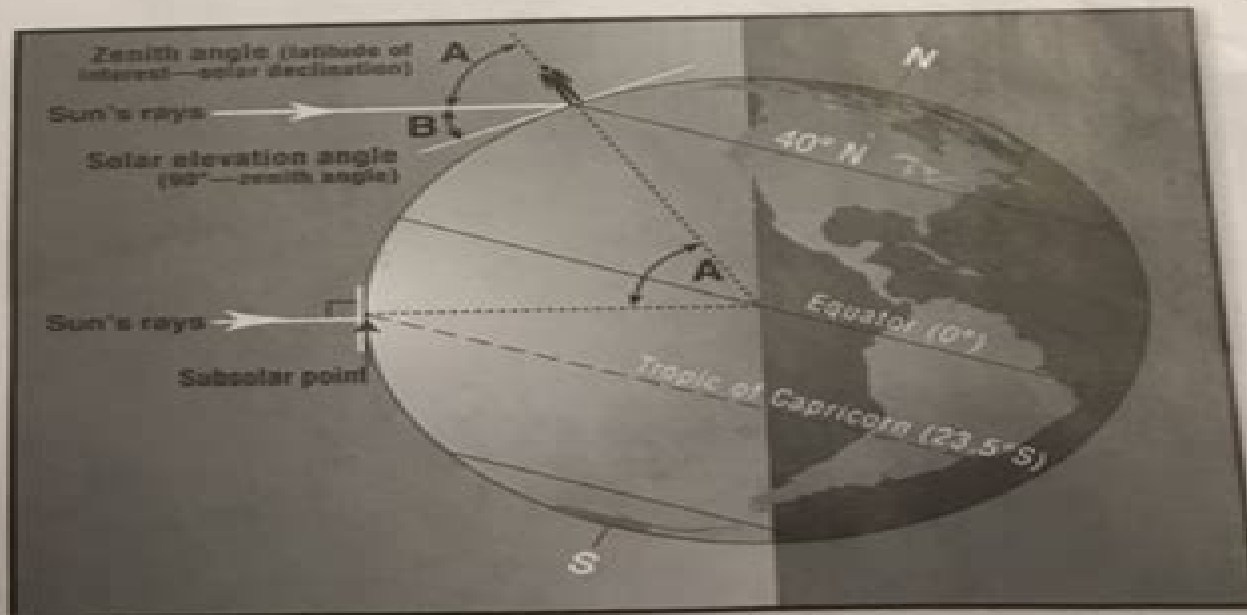 Zenith angle (latitude of
interest—solar declination)
A
N
Sun's rays
B
40° N
Solar elevation angle
(90°—zenith angle)
A
Equator (0°)
Sun's rays
Subsolar point
Tropic of Capricorn (23.5°S)
S